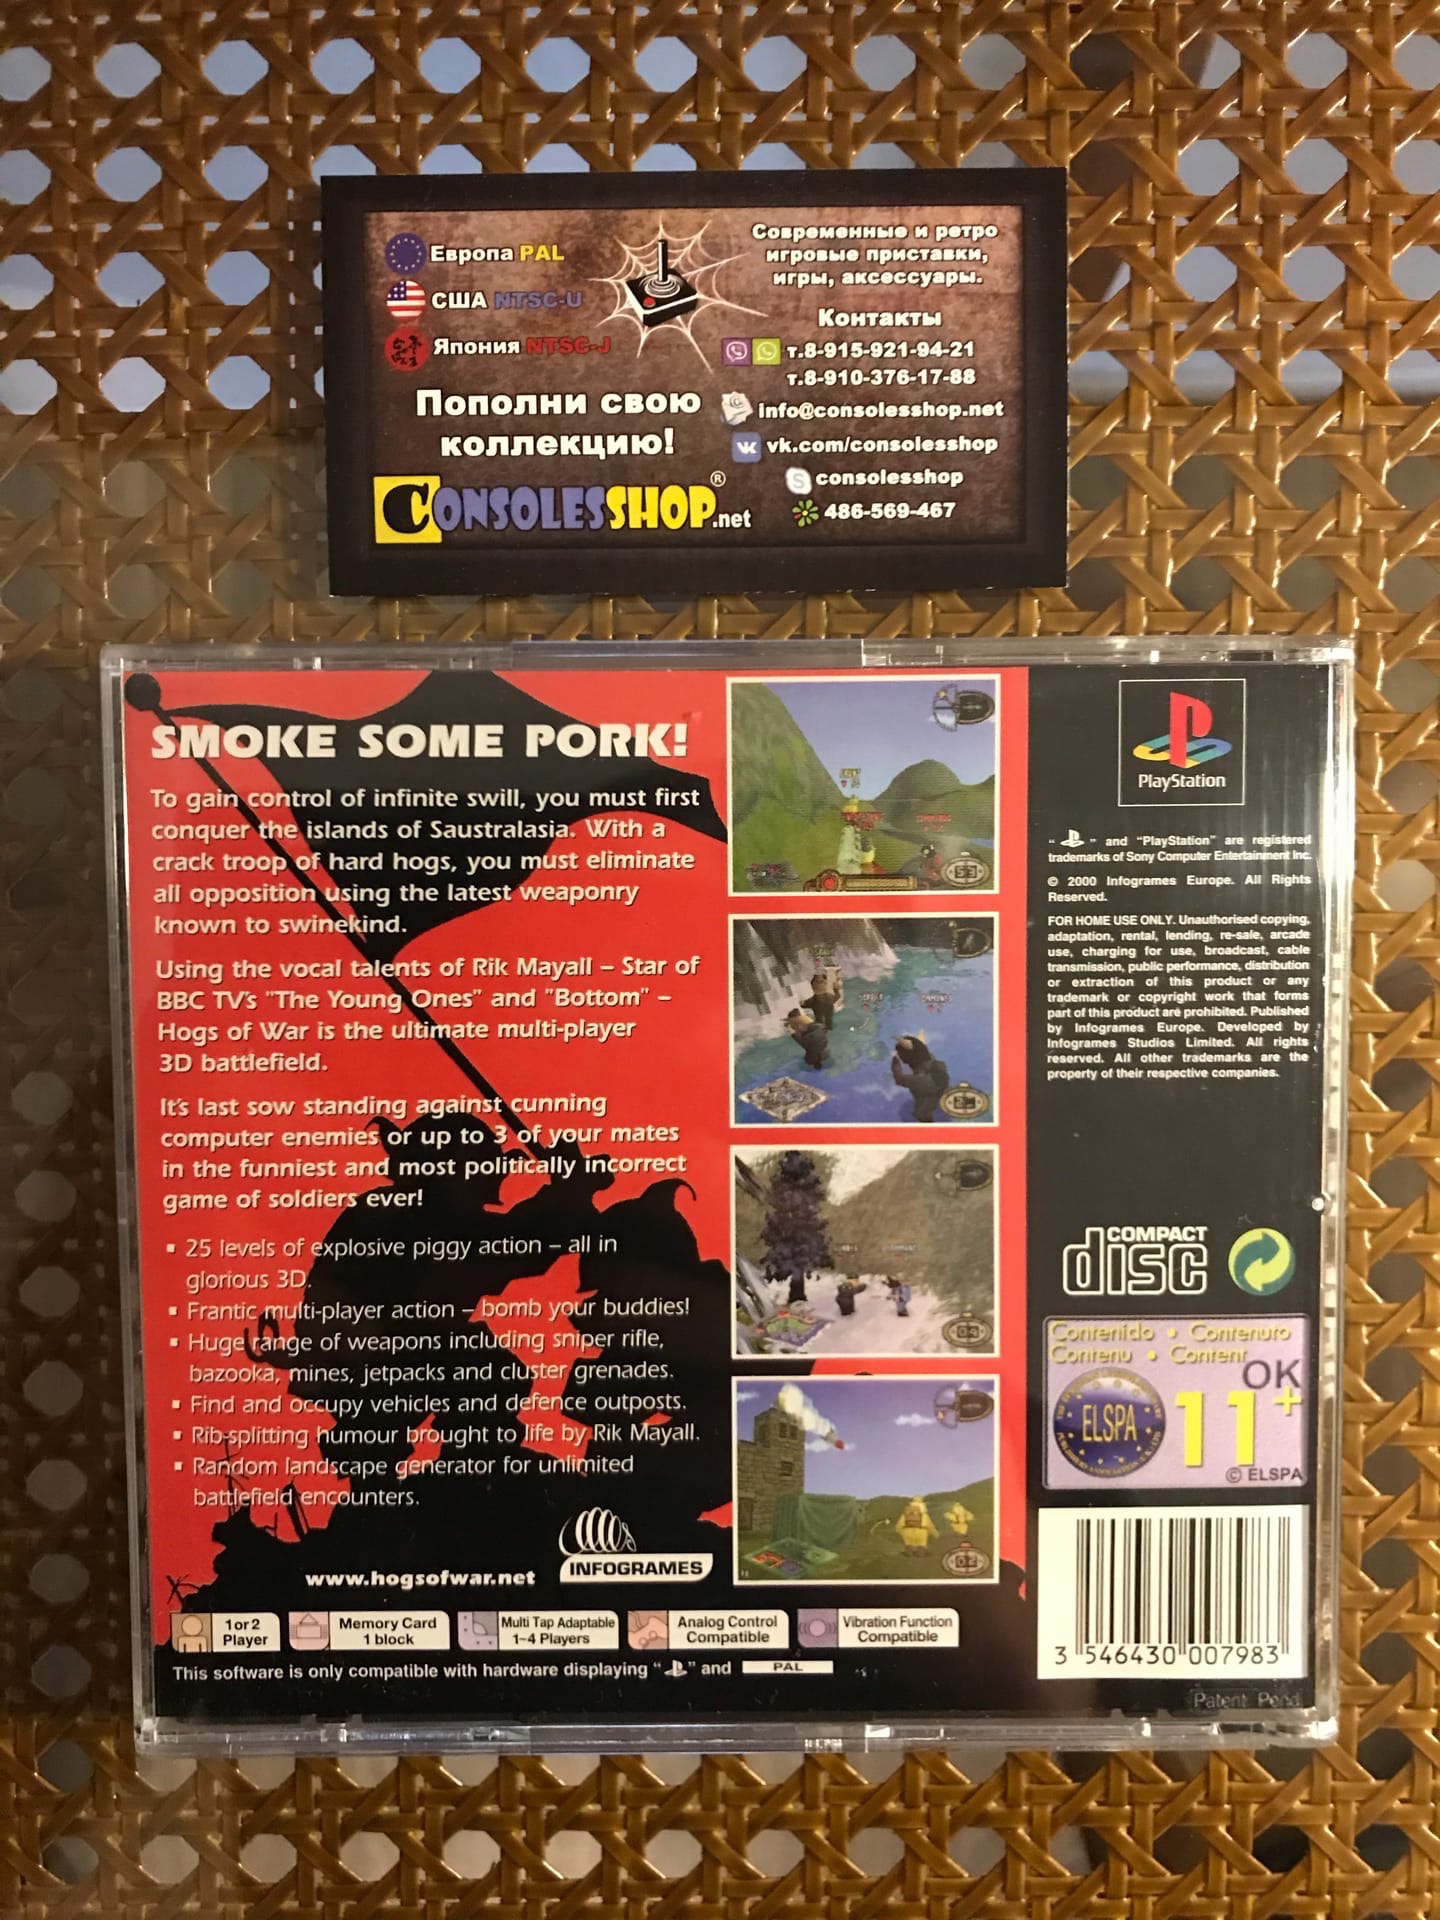 Европа PAL
США NTSC-U
Япония NTSC-J
Пополни свою
коллекцию!
CONSOLESSHOP.net
®
Современные и ретро
игровые приставки,
игры, аксессуары.
Контакты
т.8-915-921-94-21
т.8-910-376-17-88
info@consolesshop.net
vk.com/consolesshop
consolesshop
486-569-467
SMOKE SOME PORK!
To gain control of infinite swill, you must first
conquer the islands of Saustralasia. With a
crack troop of hard hogs, you must eliminate
all opposition using the latest weaponry
known to swinekind.
Using the vocal talents of Rik Mayall – Star of
BBC TV's "The Young Ones" and "Bottom" –
Hogs of War is the ultimate multi-player
3D battlefield.
It's last sow standing against cunning
computer enemies or up to 3 of your mates
in the funniest and most politically incorrect
game of soldiers ever!
▪ 25 levels of explosive piggy action – all in
glorious 3D.
▪ Frantic multi-player action – bomb your buddies!
▪ Huge range of weapons including sniper rifle,
bazooka, mines, jetpacks and cluster grenades.
▪ Find and occupy vehicles and defence outposts.
▪ Rib-splitting humour brought to life by Rik Mayall.
▪ Random landscape generator for unlimited
battlefield encounters.
www.hogsofwar.net
INFOGRAMES
1 or 2
Player
Memory Card
1 block
Multi Tap Adaptable
1~4 Players
Analog Control
Compatible
Vibration Function
Compatible
This software is only compatible with hardware displaying " " and PAL
PlayStation
" " and "PlayStation" are registered
trademarks of Sony Computer Entertainment Inc.
© 2000 Infogrames Europe. All Rights
Reserved.
FOR HOME USE ONLY. Unauthorised copying,
adaptation, rental, lending, re-sale, arcade
use, charging for use, broadcast, cable
transmission, public performance, distribution
or extraction of this product or any
trademark or copyright work that forms
part of this product are prohibited. Published
by Infogrames Europe. Developed by
Infogrames Studios Limited. All rights
reserved. All other trademarks are the
property of their respective companies.
COMPACT
disc
Contenido • Contenuto
Contenu • Content
OK
ELSPA
11+
© ELSPA
3 546430 007983
Patent Pend